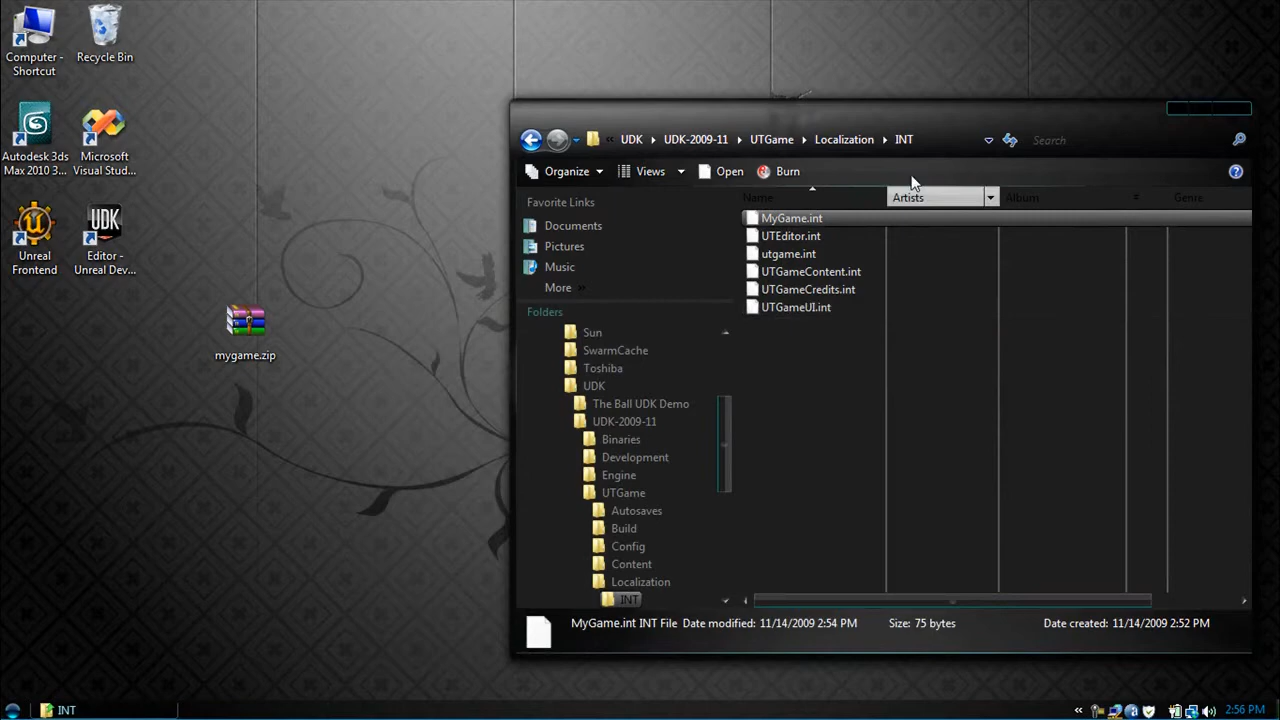 Computer -
Shortcut
Recycle Bin
Autodesk 3ds
Max 2010 3...
Microsoft
Visual Stud...
Unreal
Frontend
UDK
Editor -
Unreal Dev...
mygame.zip
« UDK UDK-2009-11 UTGame Localization INT Search
Organize Views Open Burn
Favorite Links
Documents
Pictures
Music
More »
Folders
Sun
SwarmCache
Toshiba
UDK
The Ball UDK Demo
UDK-2009-11
Binaries
Development
Engine
UTGame
Autosaves
Build
Config
Content
Localization
INT
Name Artists Album # Genre
MyGame.int
UTEditor.int
utgame.int
UTGameContent.int
UTGameCredits.int
UTGameUI.int
MyGame.int INT File Date modified: 11/14/2009 2:54 PM Size: 75 bytes Date created: 11/14/2009 2:52 PM
INT « 2:56 PM